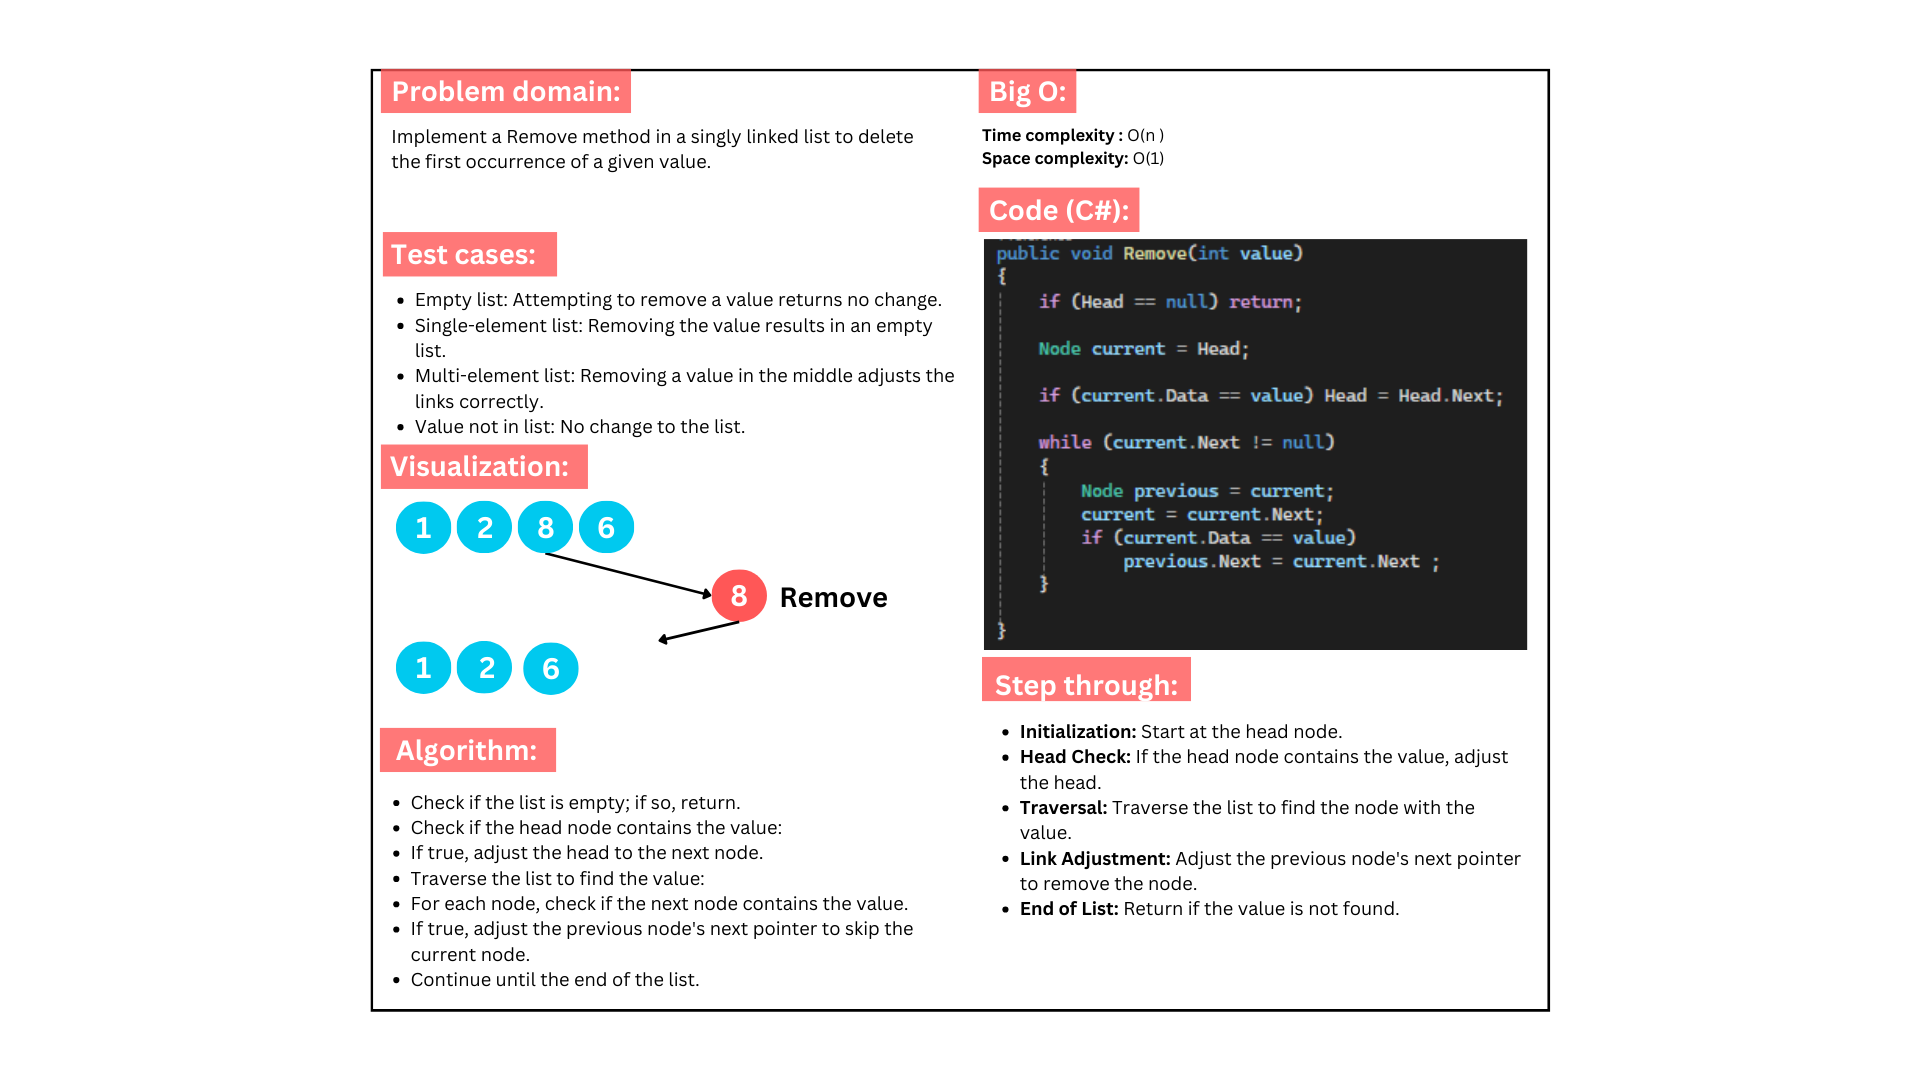 Problem domain:
Implement a Remove method in a singly linked list to delete
the first occurrence of a given value.
Test cases:
• Empty list: Attempting to remove a value returns no change.
• Single-element list: Removing the value results in an empty
list.
• Multi-element list: Removing a value in the middle adjusts the
links correctly.
• Value not in list: No change to the list.
Visualization:
1 2 8 6
8 Remove
1 2 6
Algorithm:
• Check if the list is empty; if so, return.
• Check if the head node contains the value:
• If true, adjust the head to the next node.
• Traverse the list to find the value:
• For each node, check if the next node contains the value.
• If true, adjust the previous node's next pointer to skip the
current node.
• Continue until the end of the list.
Big O:
Time complexity : O(n )
Space complexity: O(1)
Code (C#):
public void Remove(int value)
{
if (Head == null) return;
Node current = Head;
if (current.Data == value) Head = Head.Next;
while (current.Next != null)
{
Node previous = current;
current = current.Next;
if (current.Data == value)
previous.Next = current.Next ;
}
}
Step through:
• Initialization: Start at the head node.
• Head Check: If the head node contains the value, adjust
the head.
• Traversal: Traverse the list to find the node with the
value.
• Link Adjustment: Adjust the previous node's next pointer
to remove the node.
• End of List: Return if the value is not found.